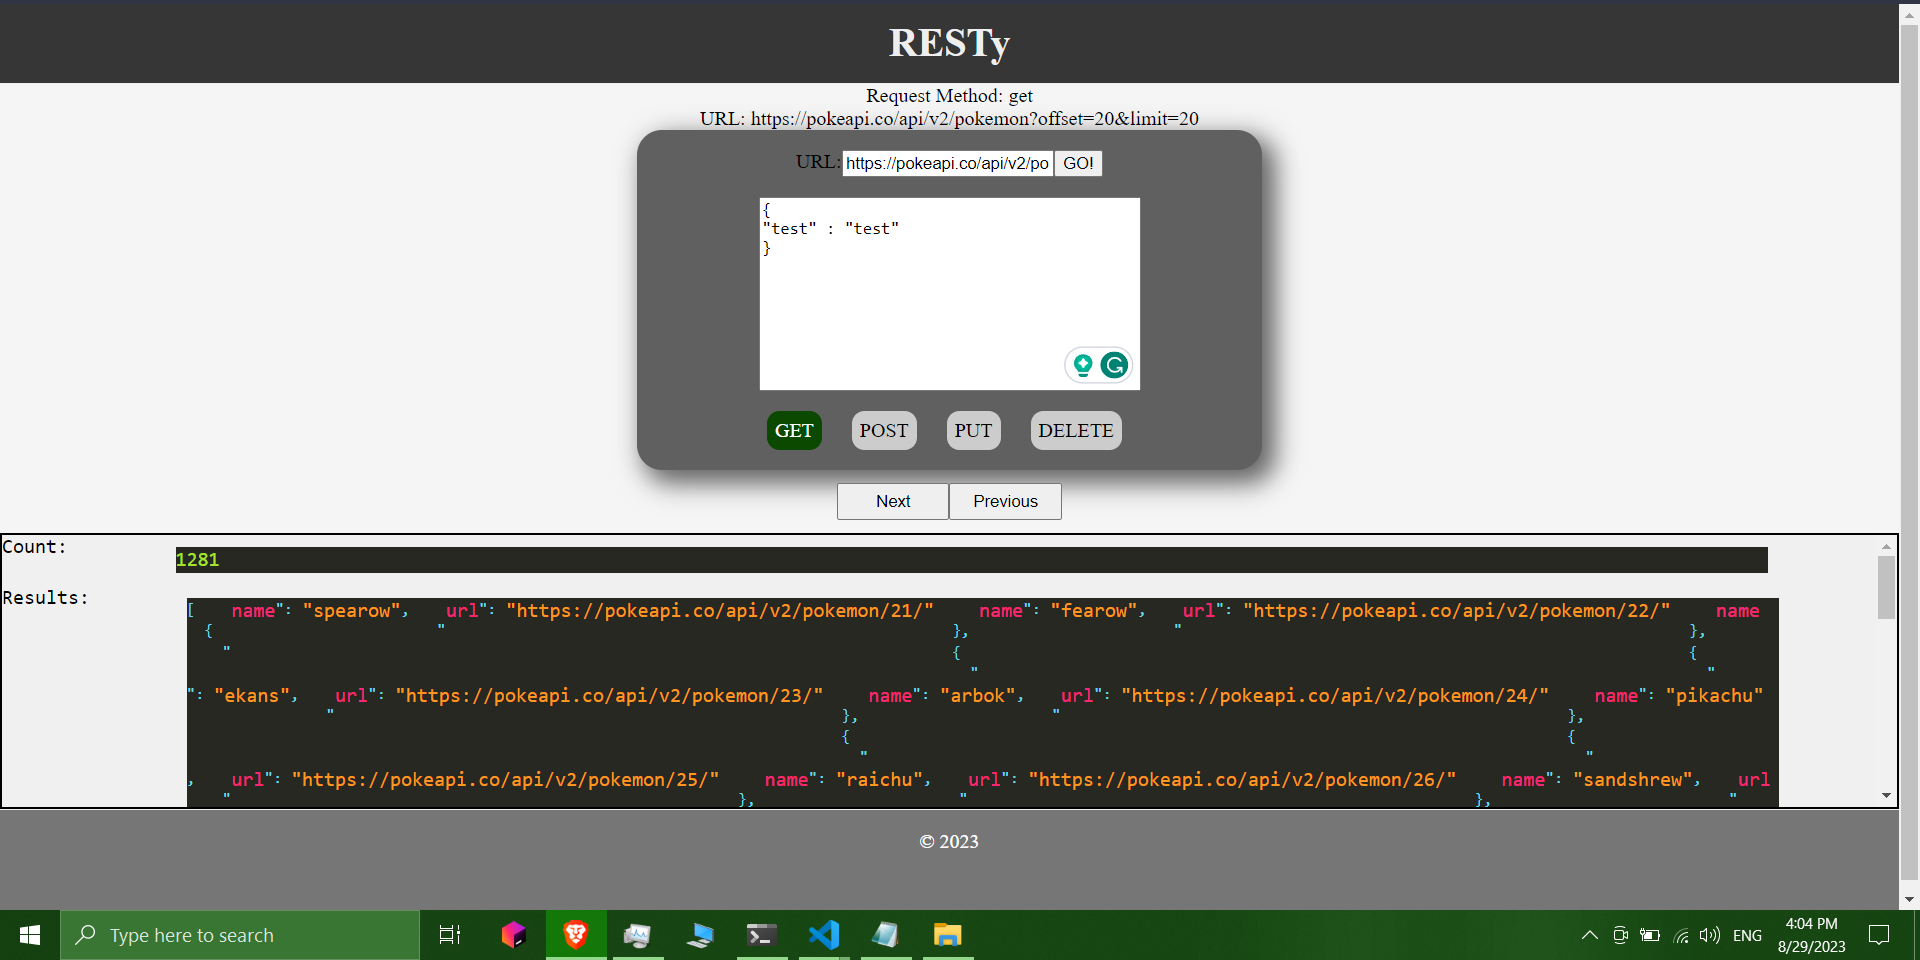 RESTy
Request Method: get
URL: https://pokeapi.co/api/v2/pokemon?offset=20&limit=20
URL: https://pokeapi.co/api/v2/po GO!
{
"test" : "test"
}
GET POST PUT DELETE
Next Previous
Count:
1281
Results:
[ name": "spearow", url": "https://pokeapi.co/api/v2/pokemon/21/" name": "fearow", url": "https://pokeapi.co/api/v2/pokemon/22/" name
{ " }, " },
" { {
" "
": "ekans", url": "https://pokeapi.co/api/v2/pokemon/23/" name": "arbok", url": "https://pokeapi.co/api/v2/pokemon/24/" name": "pikachu"
" }, " },
{ {
" "
, url": "https://pokeapi.co/api/v2/pokemon/25/" name": "raichu", url": "https://pokeapi.co/api/v2/pokemon/26/" name": "sandshrew", url
" }, " }, "
© 2023
Type here to search
ENG
4:04 PM
8/29/2023